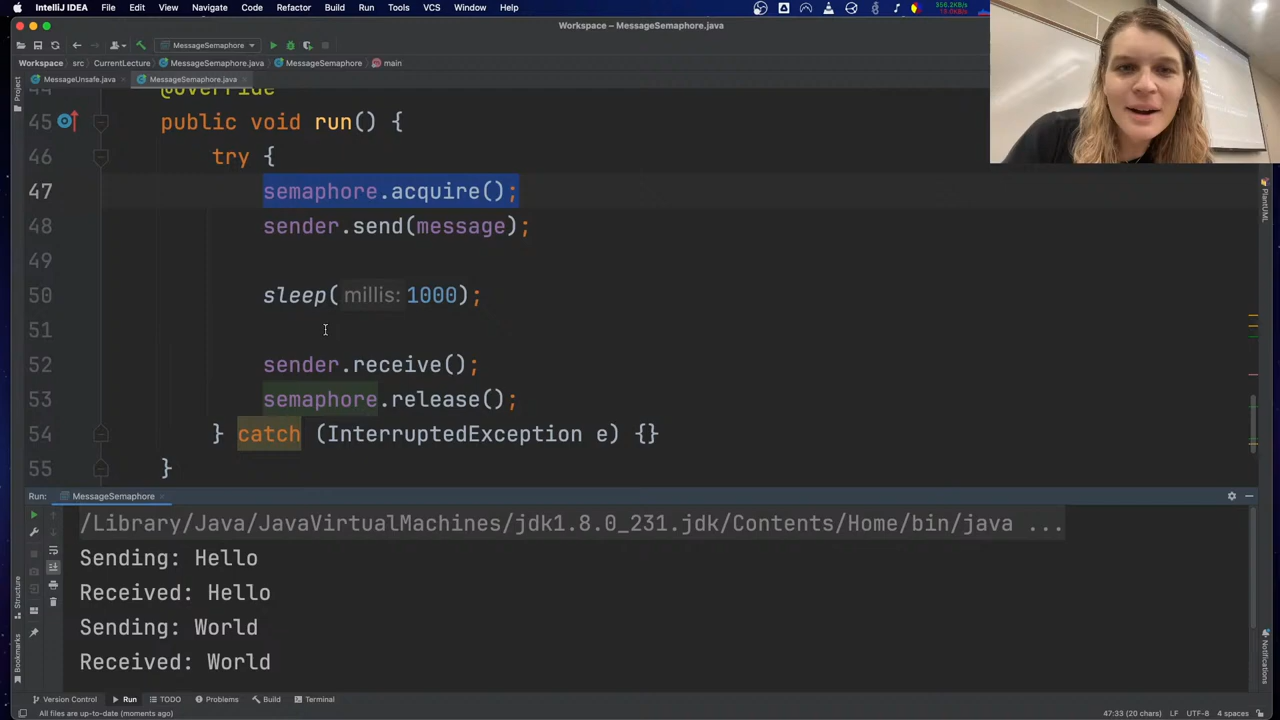 IntelliJ IDEA File Edit View Navigate Code Refactor Build Run Tools VCS Window Help
Workspace – MessageSemaphore.java
MessageSemaphore
Workspace src CurrentLecture MessageSemaphore.java MessageSemaphore main
MessageUnsafe.java MessageSemaphore.java
Project
@Override
45 public void run() {
46 try {
47 semaphore.acquire();
48 sender.send(message);
49
50 sleep( millis: 1000);
51
52 sender.receive();
53 semaphore.release();
54 } catch (InterruptedException e) {}
55 }
PlantUML
Run: MessageSemaphore
/Library/Java/JavaVirtualMachines/jdk1.8.0_231.jdk/Contents/Home/bin/java ...
Sending: Hello
Received: Hello
Sending: World
Received: World
Structure
Bookmarks
Notifications
Version Control Run TODO Problems Build Terminal
All files are up-to-date (moments ago) 47:33 (20 chars) LF UTF-8 4 spaces